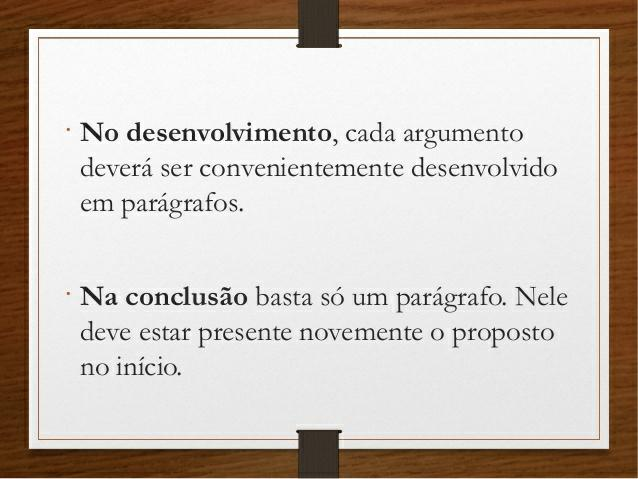 No desenvolvimento, cada argumento
deverá ser convenientemente desenvolvido
em parágrafos.
Na conclusão basta só um parágrafo. Nele
deve estar presente novemente o proposto
no início.